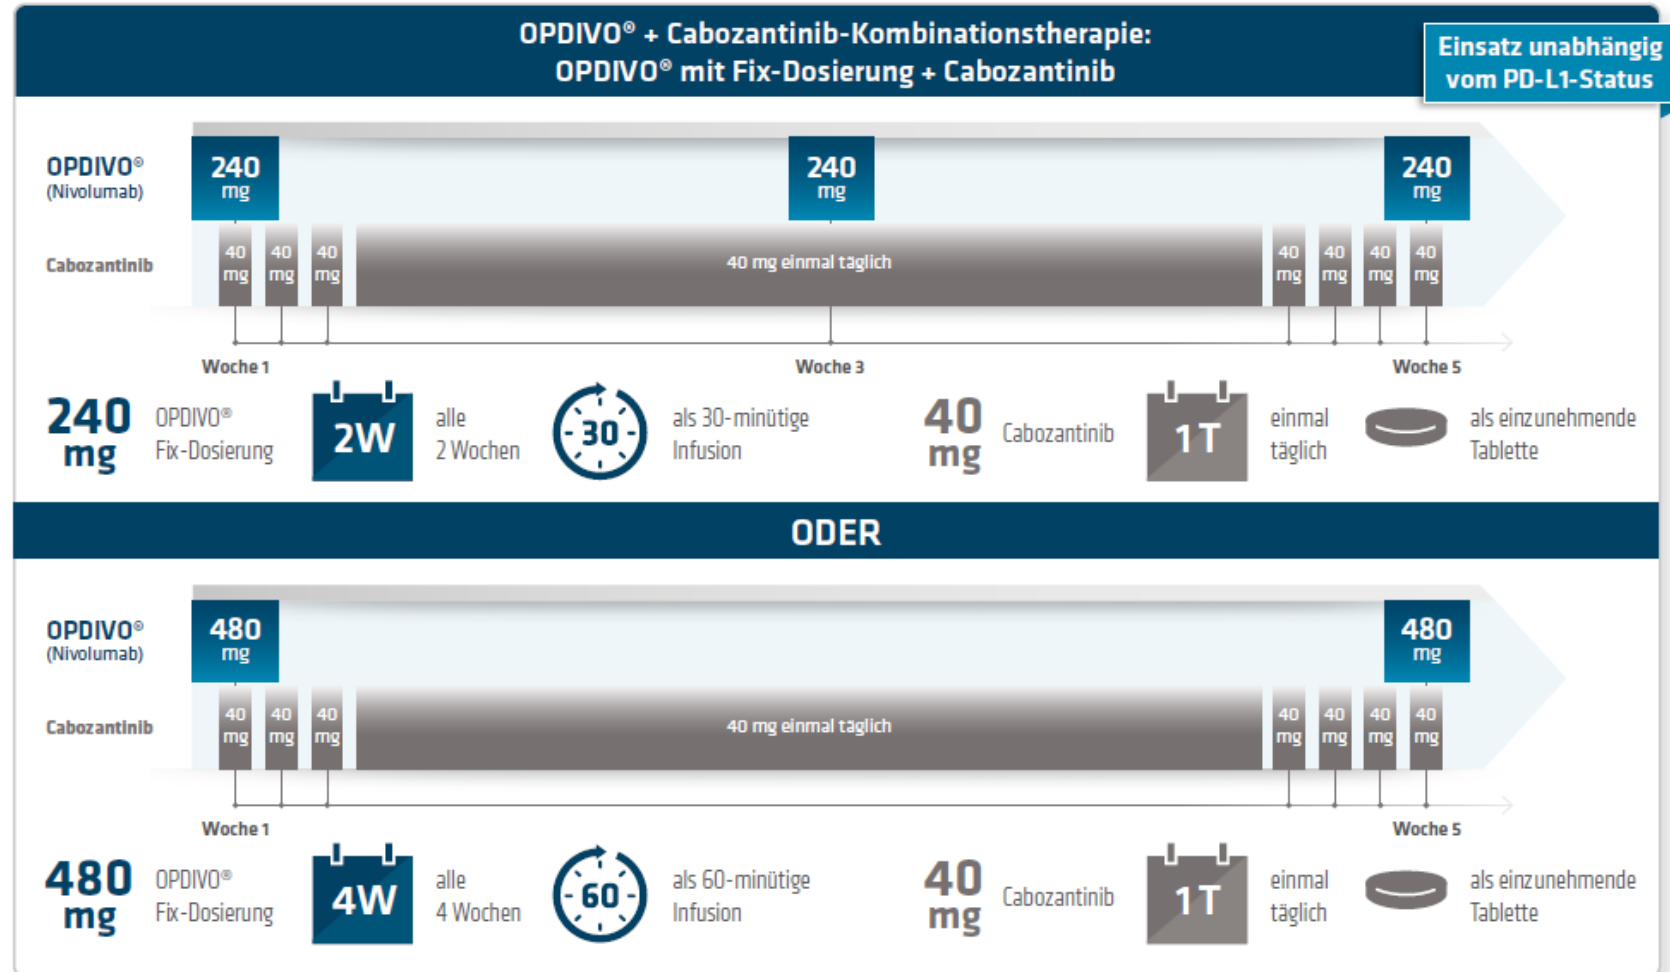 OPDIVO® + Cabozantinib-Kombinationstherapie:
OPDIVO® mit Fix-Dosierung + Cabozantinib
Einsatz unabhängig
vom PD-L1-Status
OPDIVO®
(Nivolumab)
240
mg
240
mg
240
mg
Cabozantinib
40
mg
40
mg
40
mg
40 mg einmal täglich
40
mg
40
mg
40
mg
40
mg
Woche 1
Woche 3
Woche 5
240
mg
OPDIVO®
Fix-Dosierung
2W
alle
2 Wochen
30
als 30-minütige
Infusion
40
mg
Cabozantinib
1T
einmal
täglich
als einzunehmende
Tablette
ODER
OPDIVO®
(Nivolumab)
480
mg
480
mg
Cabozantinib
40
mg
40
mg
40
mg
40 mg einmal täglich
40
mg
40
mg
40
mg
40
mg
Woche 1
Woche 5
480
mg
OPDIVO®
Fix-Dosierung
4W
alle
4 Wochen
60
als 60-minütige
Infusion
40
mg
Cabozantinib
1T
einmal
täglich
als einzunehmende
Tablette